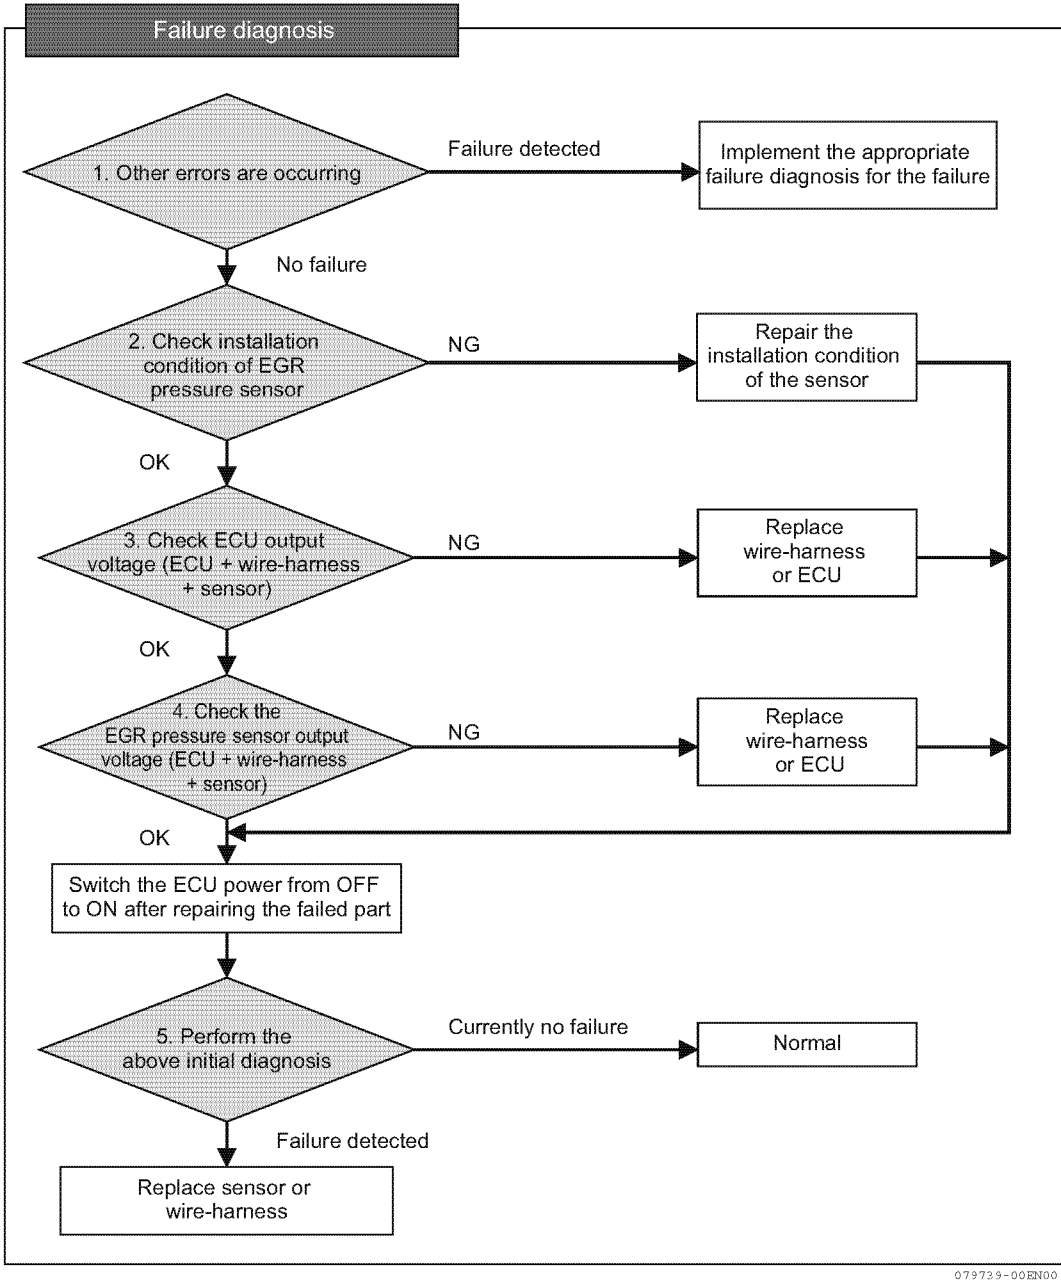 Failure diagnosis
1. Other errors are occurring
Failure detected
Implement the appropriate
failure diagnosis for the failure
No failure
2. Check installation
condition of EGR
pressure sensor
NG
Repair the
installation condition
of the sensor
OK
3. Check ECU output
voltage (ECU + wire-harness
+ sensor)
NG
Replace
wire-harness
or ECU
OK
4. Check the
EGR pressure sensor output
voltage (ECU + wire-harness
+ sensor)
NG
Replace
wire-harness
or ECU
OK
Switch the ECU power from OFF
to ON after repairing the failed part
5. Perform the
above initial diagnosis
Currently no failure
Normal
Failure detected
Replace sensor or
wire-harness
079739-00EN00